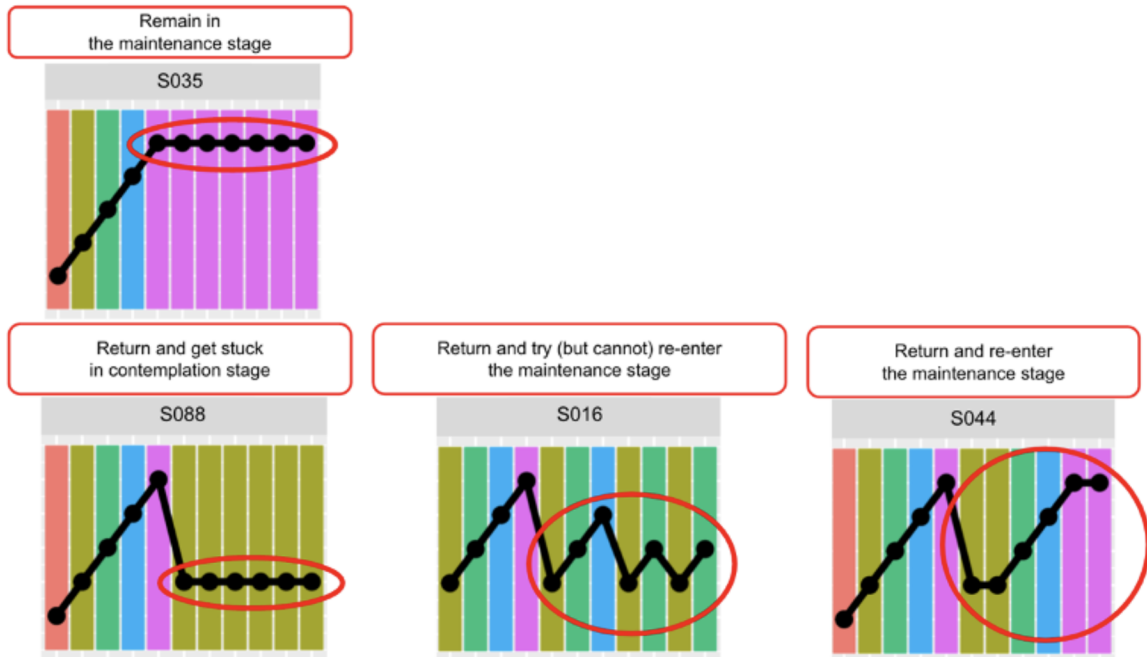 Remain in
the maintenance stage
S035
Return and get stuck
in contemplation stage
S088
Return and try (but cannot) re-enter
the maintenance stage
S016
Return and re-enter
the maintenance stage
S044